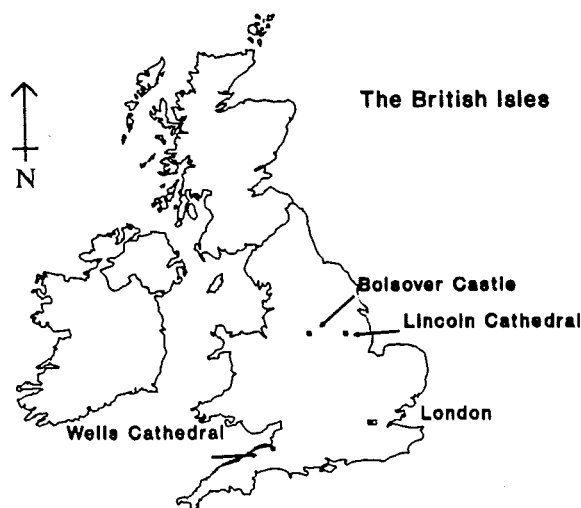 The British Isles
N
Bolsover Castle
Lincoln Cathedral
London
Wells Cathedral